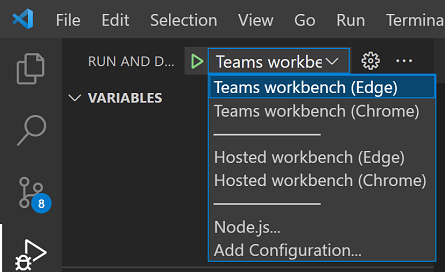 File Edit Selection View Go Run Termina
RUN AND D... Teams workbe
VARIABLES
Teams workbench (Edge)
Teams workbench (Chrome)
Hosted workbench (Edge)
Hosted workbench (Chrome)
8
Node.js...
Add Configuration...